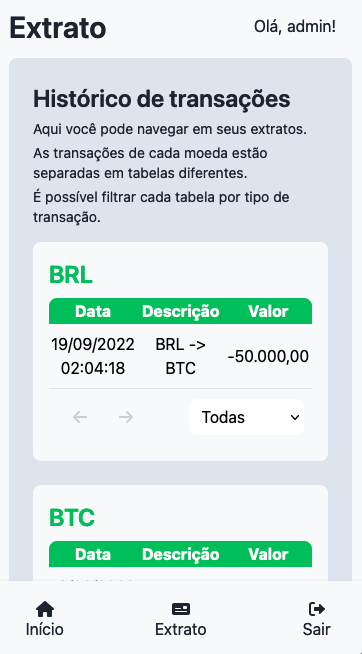 Extrato
Olá, admin!
Histórico de transações
Aqui você pode navegar em seus extratos.
As transações de cada moeda estão
separadas em tabelas diferentes.
É possível filtrar cada tabela por tipo de
transação.
BRL
Data Descrição Valor
19/09/2022 BRL -> -50.000,00
02:04:18 BTC
Todas
BTC
Data Descrição Valor
Início Extrato Sair